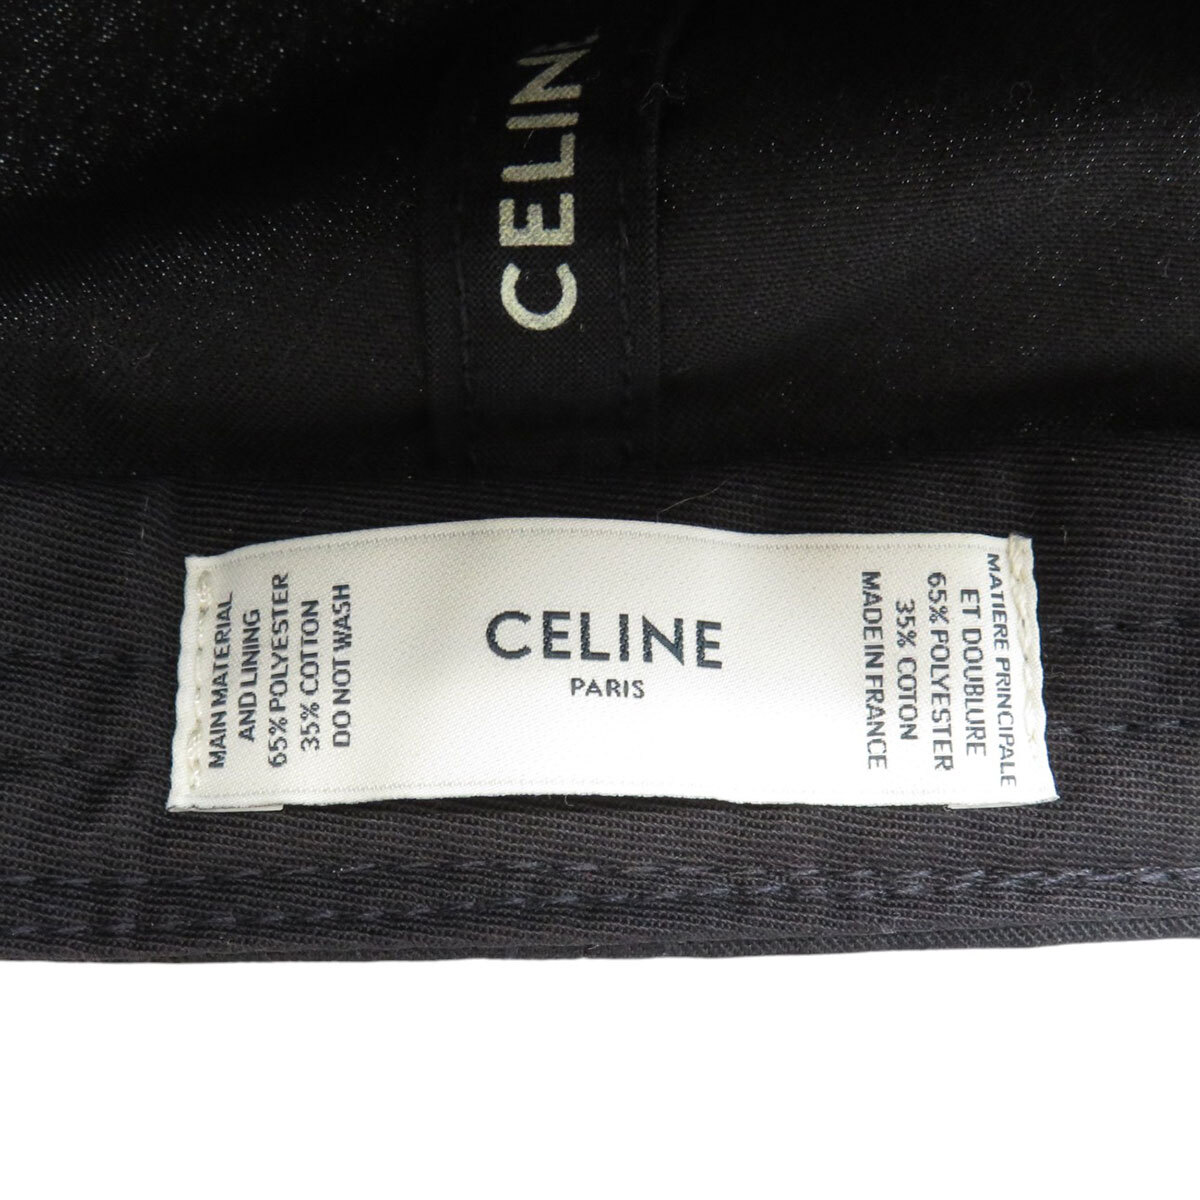 CELIN
MAIN MATERIAL
AND LINING
65% POLYESTER
35% COTTON
DO NOT WASH
CELINE
PARIS
MATIERE PRINCIPALE
ET DOUBLURE
65% POLYESTER
35% COTON
MADE IN FRANCE